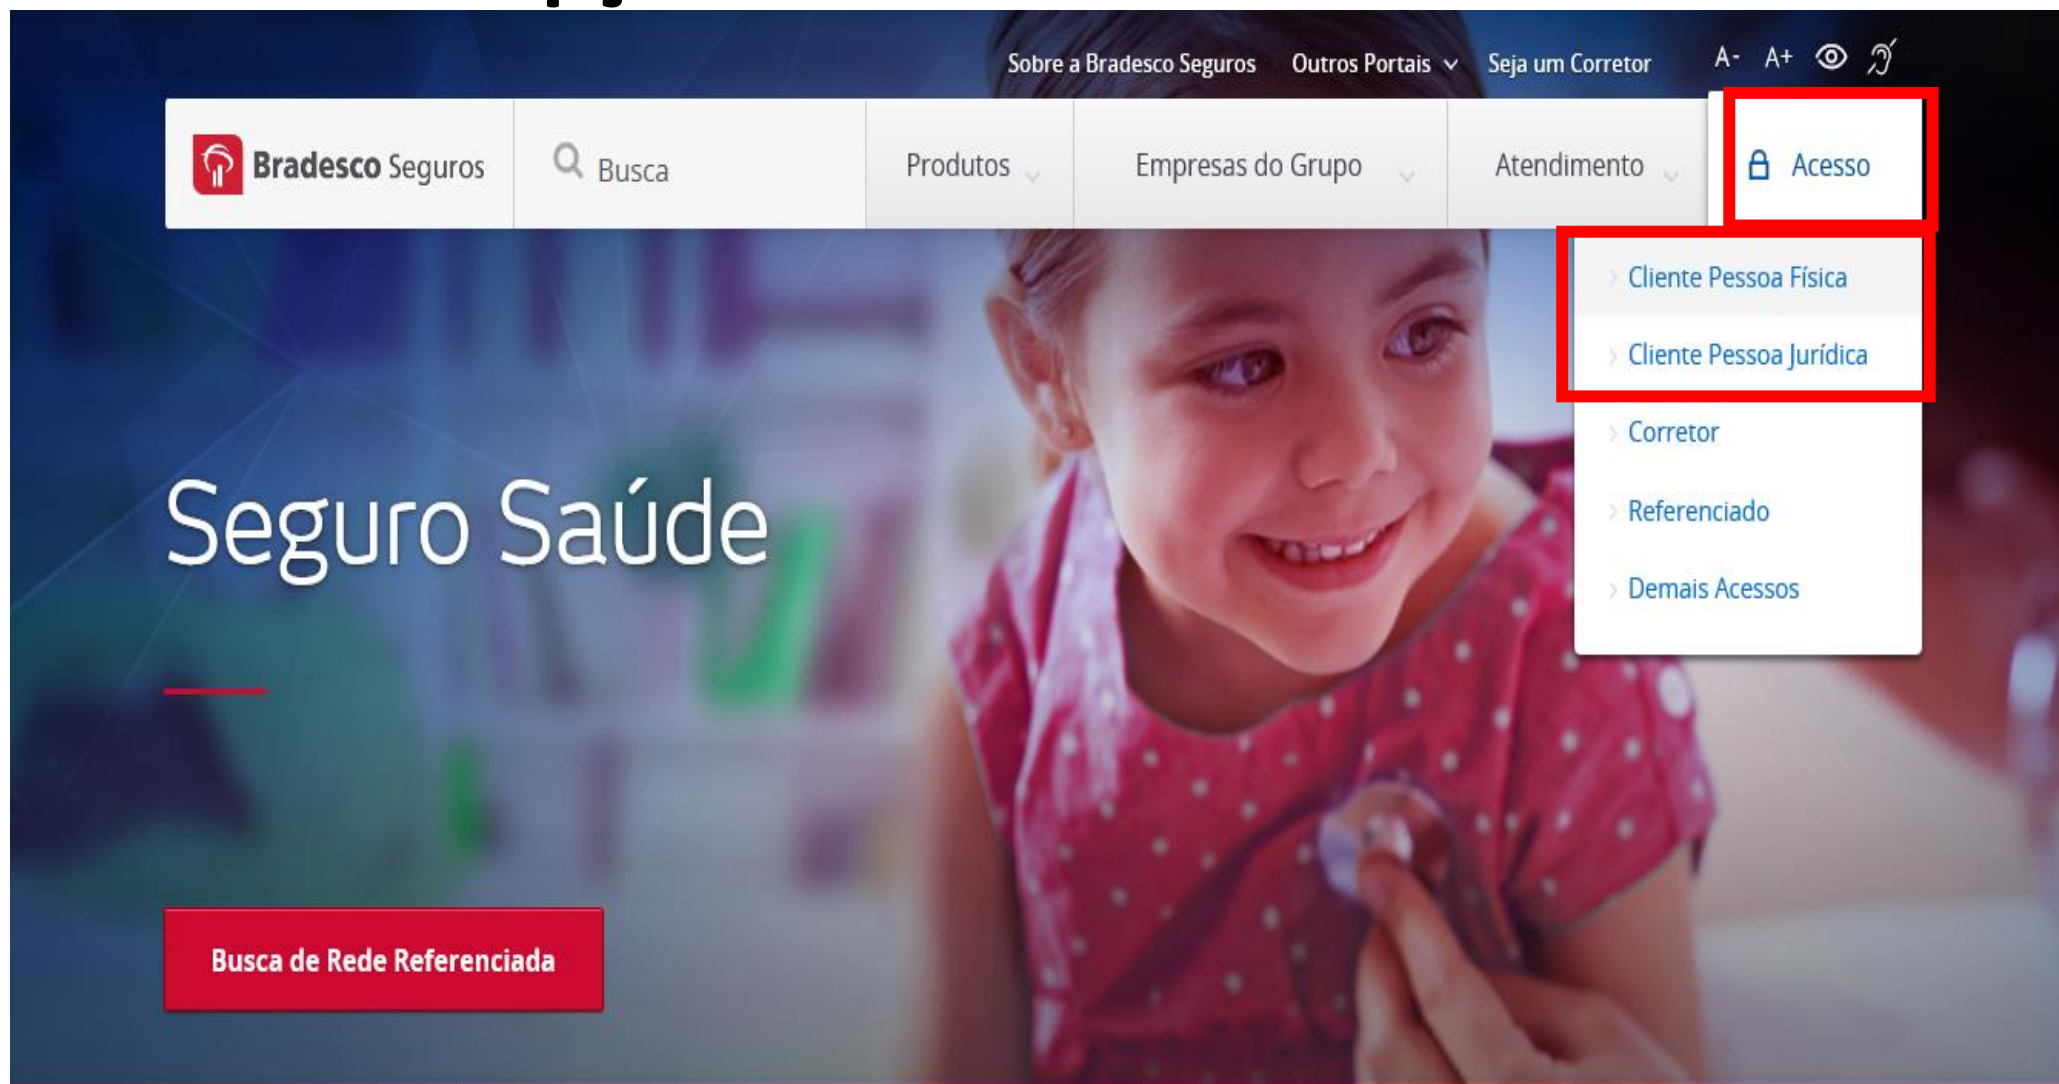 Sobre a Bradesco Seguros Outros Portais Seja um Corretor A- A+
Bradesco Seguros Busca Produtos Empresas do Grupo Atendimento Acesso
Cliente Pessoa Física
Cliente Pessoa Jurídica
Corretor
Referenciado
Demais Acessos
Seguro Saúde
Busca de Rede Referenciada